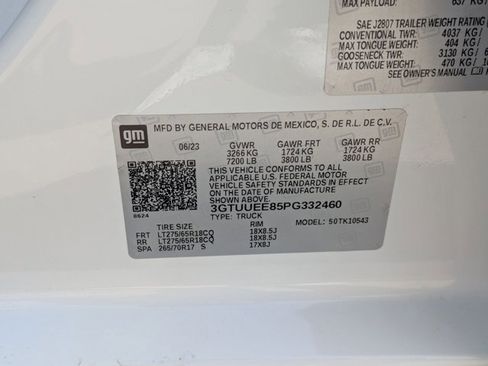 MAX PAYLOAD: 637 KG
SAE J2807 TRAILER WEIGHT RATING
CONVENTIONAL TWR: 4037 KG
MAX TONGUE WEIGHT: 404 KG
GOOSENECK TWR: 3130 KG
MAX TONGUE WEIGHT: 470 KG
SEE OWNER'S MANUAL
gm
MFD BY GENERAL MOTORS DE MEXICO, S. DE R.L. DE C.V.
06/23 GVWR GAWR FRT GAWR RR
3266 KG 1724 KG 1724 KG
7200 LB 3800 LB 3800 LB
THIS VEHICLE CONFORMS TO ALL APPLICABLE
U.S. FEDERAL MOTOR
VEHICLE SAFETY STANDARDS IN EFFECT ON THE
DATE OF MANUFACTURE
SHOWN ABOVE.
3GTUUEE85PG332460
TYPE: TRUCK
8624
MODEL: 50TK10543
TIRE SIZE RIM
FRT LT275/65R18CQ 18X8.5J
RR LT275/65R18CQ 18X8.5J
SPA 265/70R17 S 17X8J